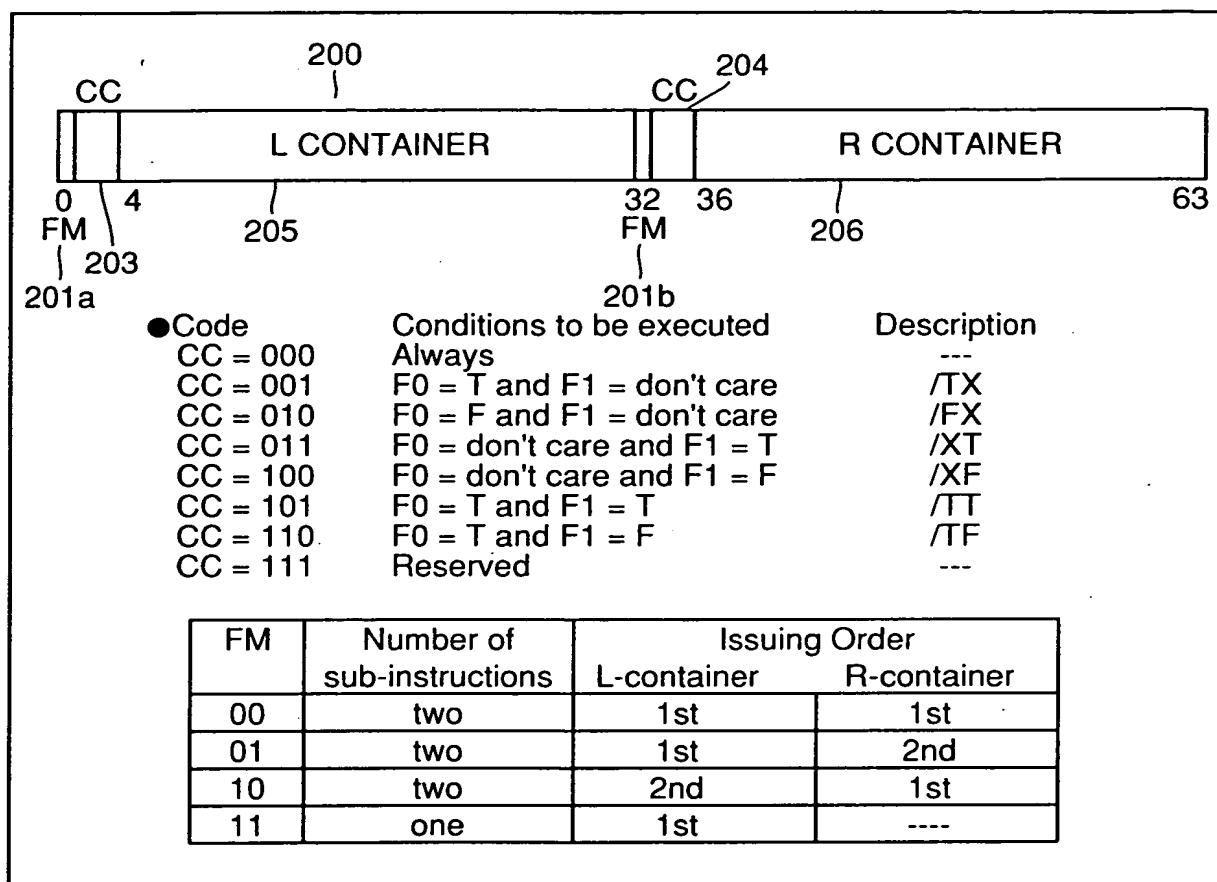 200
204
CC
CC
L CONTAINER
R CONTAINER
0
4
32
36
63
FM
203
205
FM
206
201a
201b
●Code Conditions to be executed Description
CC = 000 Always ---
CC = 001 F0 = T and F1 = don't care /TX
CC = 010 F0 = F and F1 = don't care /FX
CC = 011 F0 = don't care and F1 = T /XT
CC = 100 F0 = don't care and F1 = F /XF
CC = 101 F0 = T and F1 = T /TT
CC = 110 F0 = T and F1 = F /TF
CC = 111 Reserved ---
FM Number of sub-instructions Issuing Order
L-container R-container
00 two 1st 1st
01 two 1st 2nd
10 two 2nd 1st
11 one 1st ----